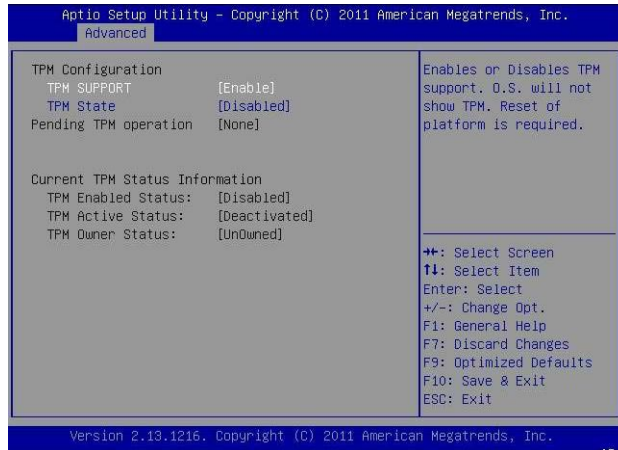 Aptio Setup Utility – Copyright (C) 2011 American Megatrends, Inc.
Advanced
TPM Configuration
TPM SUPPORT [Enable]
TPM State [Disabled]
Pending TPM operation [None]
Current TPM Status Information
TPM Enabled Status: [Disabled]
TPM Active Status: [Deactivated]
TPM Owner Status: [UnOwned]
Enables or Disables TPM
support. O.S. will not
show TPM. Reset of
platform is required.
→←: Select Screen
↑↓: Select Item
Enter: Select
+/-: Change Opt.
F1: General Help
F7: Discard Changes
F9: Optimized Defaults
F10: Save & Exit
ESC: Exit
Version 2.13.1216. Copyright (C) 2011 American Megatrends, Inc.